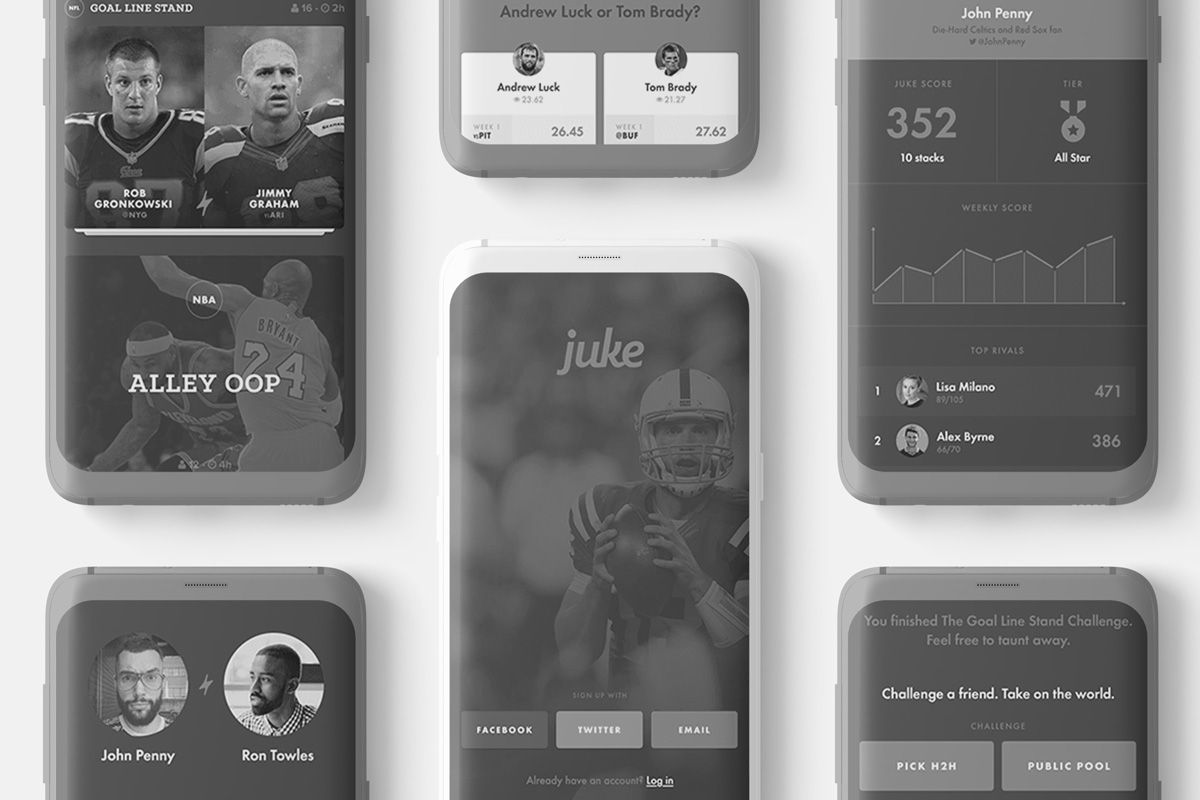 NFL GOAL LINE STAND 16 - 2h
ROB GRONKOWSKI
@NYG
JIMMY GRAHAM
vs ARI
NBA
BRYANT
24
ALLEY OOP
12 - 4h
John Penny
Ron Towles
Andrew Luck or Tom Brady?
Andrew Luck
23.62
WEEK 1
vs PIT
26.45
Tom Brady
21.27
WEEK 1
@BUF
27.62
juke
SIGN UP WITH
FACEBOOK TWITTER EMAIL
Already have an account? Log in
John Penny
Die-Hard Celtics and Red Sox fan
@JohnPenny
JUKE SCORE
352
10 stacks
TIER
All Star
WEEKLY SCORE
TOP RIVALS
1 Lisa Milano 471
89/105
2 Alex Byrne 386
66/70
You finished The Goal Line Stand Challenge.
Feel free to taunt away.
Challenge a friend. Take on the world.
CHALLENGE
PICK H2H PUBLIC POOL